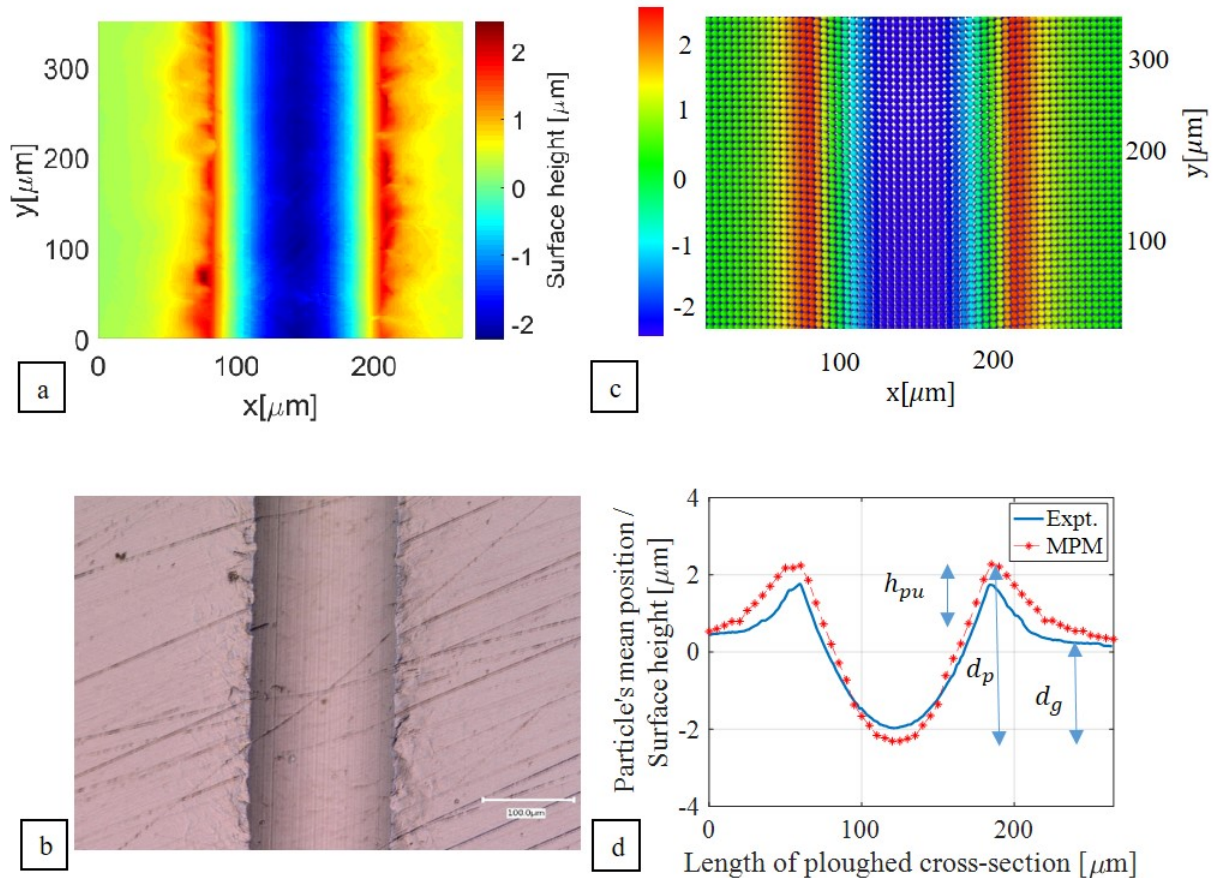 300
200
100
0
y[μm]
0
100
200
x[μm]
2
1
0
-1
-2
Surface height [μm]
a
2
1
0
-1
-2
300
200
100
y[μm]
100
200
x[μm]
c
100.0μm
b
4
2
0
-2
-4
Particle's mean position /
Surface height [μm]
Expt.
MPM
h_pu
d_p
d_g
0
100
200
Length of ploughed cross-section [μm]
d